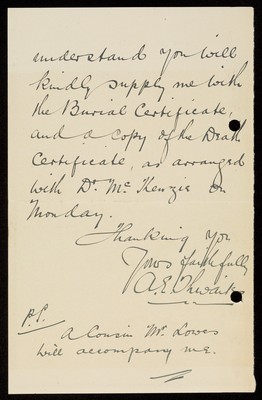 understand you will
kindly supply me with
the Burial Certificate,
and a copy of the Death
Certificate, as arranged
with Dr. McKenzie on
Monday.
Thanking you
Yours faithfully
A.E. Thwaites
P.S.
A Cousin Mr. Lowes
will accompany me.